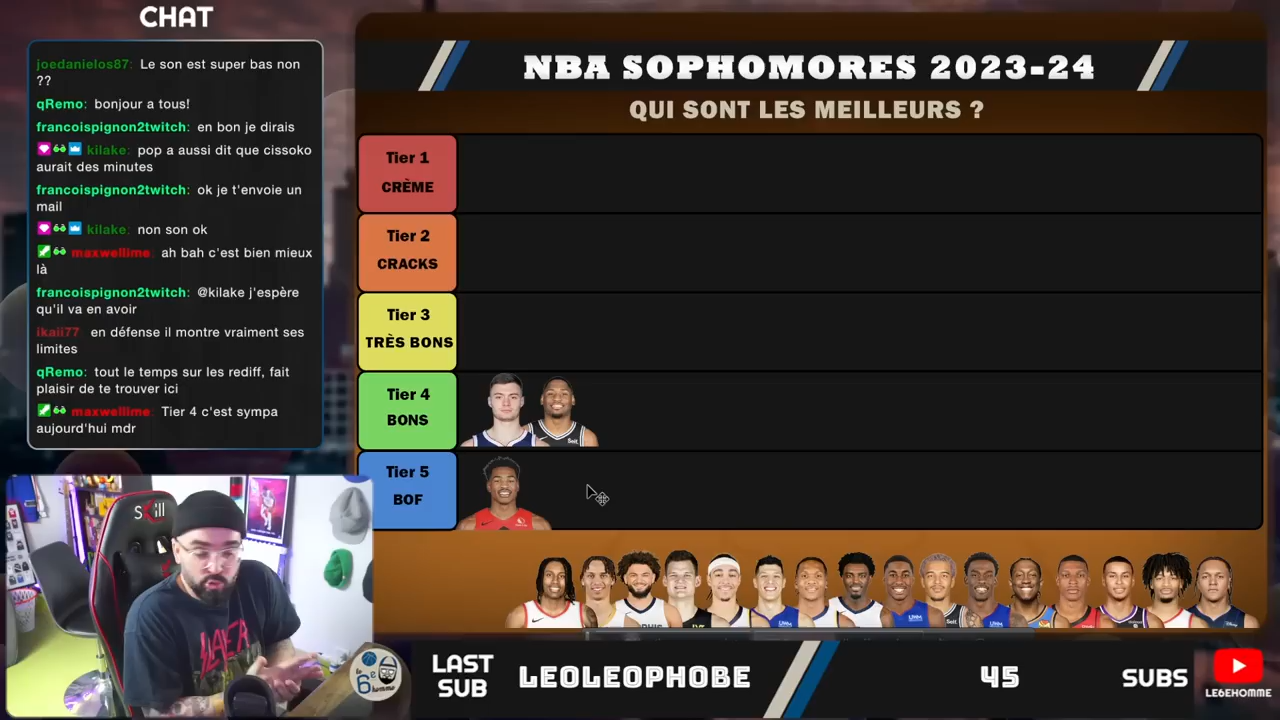 CHAT
joedanielos87: Le son est super bas non
??
qRemo: bonjour a tous!
francoispignon2twitch: en bon je dirais
kilake: pop a aussi dit que cissoko
aurait des minutes
francoispignon2twitch: ok je t'envoie un
mail
kilake: non son ok
maxwellime: ah bah c'est bien mieux
là
francoispignon2twitch: @kilake j'espère
qu'il va en avoir
ikaii77 en défense il montre vraiment ses
limites
qRemo: tout le temps sur les rediff, fait
plaisir de te trouver ici
maxwellime: Tier 4 c'est sympa
aujourd'hui mdr
NBA SOPHOMORES 2023-24
QUI SONT LES MEILLEURS ?
Tier 1
CRÈME
Tier 2
CRACKS
Tier 3
TRÈS BONS
Tier 4
BONS
Tier 5
BOF
Skill
SLAYER
le
6e
homme
LAST
SUB
LEOLEOPHOBE
45
SUBS
LE6EHOMME